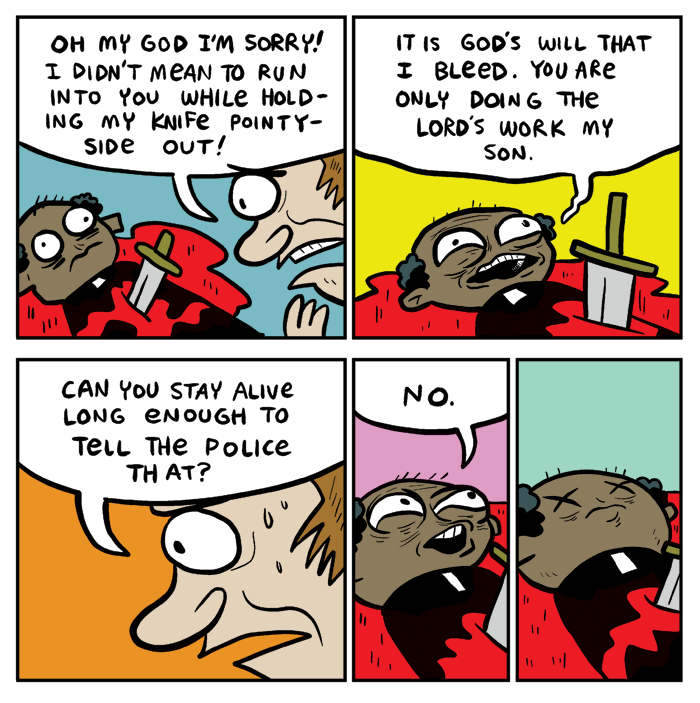 OH MY GOD I'M SORRY!
I DIDN'T MEAN TO RUN
INTO YOU WHILE HOLD-
ING MY KNIFE POINTY-
SIDE OUT!
IT IS GOD'S WILL THAT
I BLEED. YOU ARE
ONLY DOING THE
LORD'S WORK MY
SON.
CAN YOU STAY ALIVE
LONG ENOUGH TO
TELL THE POLICE
THAT?
NO.